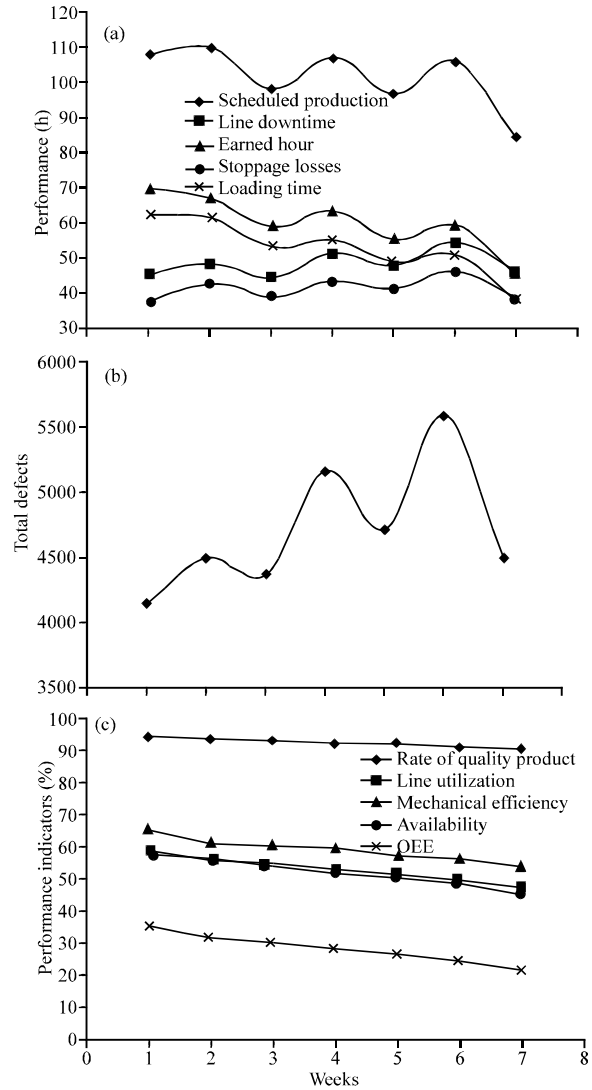 120
(a)
110
100
90
80
70
60
50
40
30
Performance (h)
Scheduled production
Line downtime
Earned hour
Stoppage losses
Loading time
6000
(b)
5500
5000
4500
4000
3500
Total defects
100
(c)
90
80
70
60
50
40
30
20
10
0
Performance indicators (%)
Rate of quality product
Line utilization
Mechanical efficiency
Availability
OEE
0 1 2 3 4 5 6 7 8
Weeks